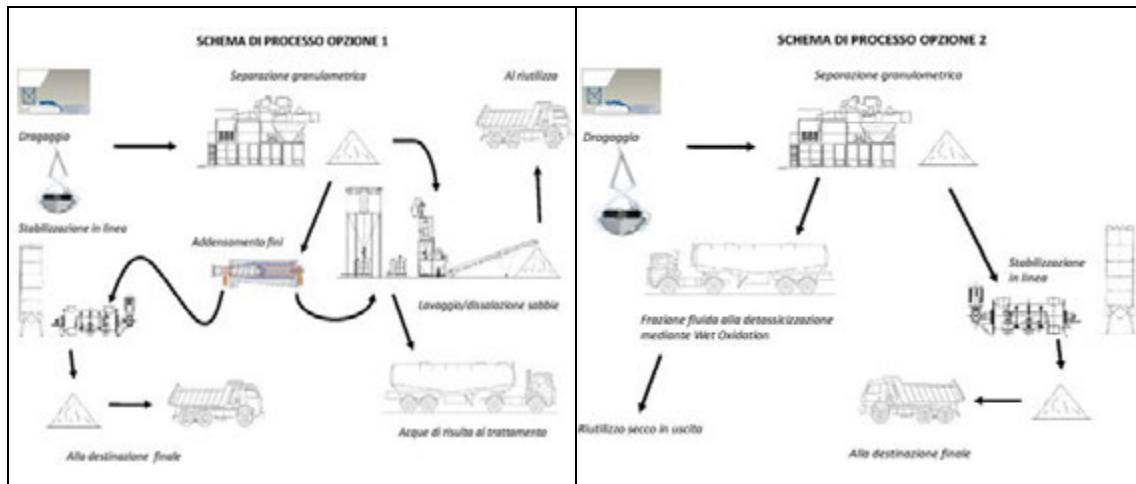 SCHEMA DI PROCESSO OPZIONE 1
Separazione granulometrica
Al riutilizzo
Dragaggio
Stabilizzazione in linea
Addensamento fini
Lavaggio/dissalazione sabbie
Acque di risulta al trattamento
Alla destinazione finale
SCHEMA DI PROCESSO OPZIONE 2
Separazione granulometrica
Dragaggio
Stabilizzazione
in linea
Frazione fluida alla detassicizzazione
mediante Wet Oxidation
Riutilizzo secco in uscita
Alla destinazione finale